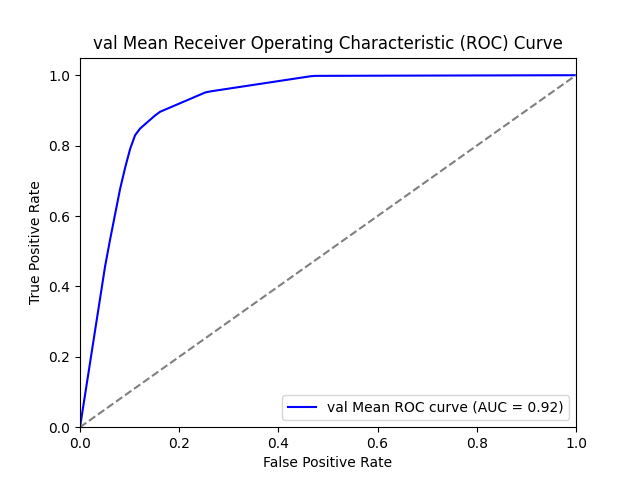 val Mean Receiver Operating Characteristic (ROC) Curve
1.0
0.8
0.6
0.4
0.2
0.0
True Positive Rate
val Mean ROC curve (AUC = 0.92)
0.0 0.2 0.4 0.6 0.8 1.0
False Positive Rate